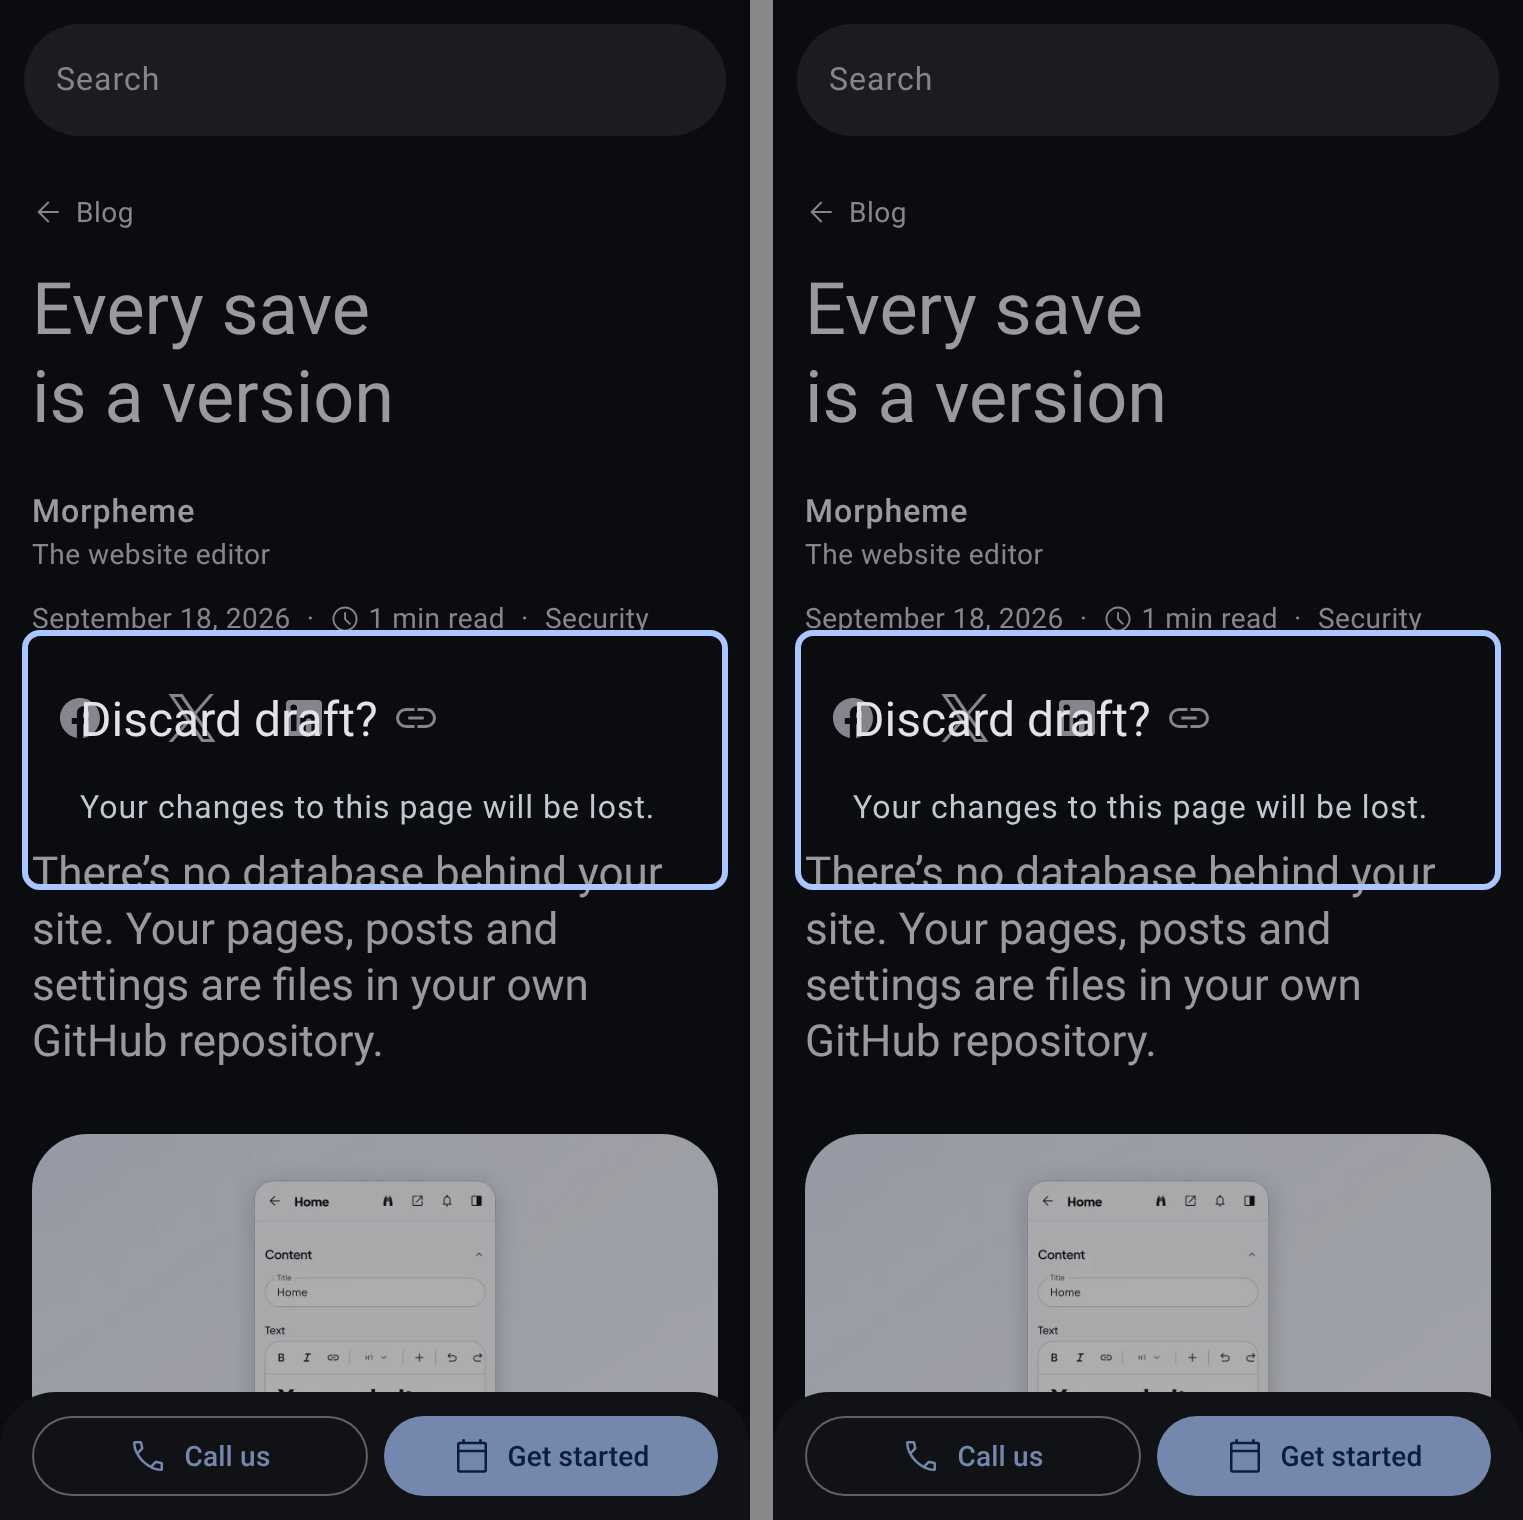 Search
Blog
Every save
is a version
Morpheme
The website editor
September 18, 2026 · 1 min read · Security
Discard draft?
Your changes to this page will be lost.
There’s no database behind your
site. Your pages, posts and
settings are files in your own
GitHub repository.
Home
Content
Title
Home
Text
B I H1
Call us
Get started
Search
Blog
Every save
is a version
Morpheme
The website editor
September 18, 2026 · 1 min read · Security
Discard draft?
Your changes to this page will be lost.
There’s no database behind your
site. Your pages, posts and
settings are files in your own
GitHub repository.
Home
Content
Title
Home
Text
B I H1
Call us
Get started